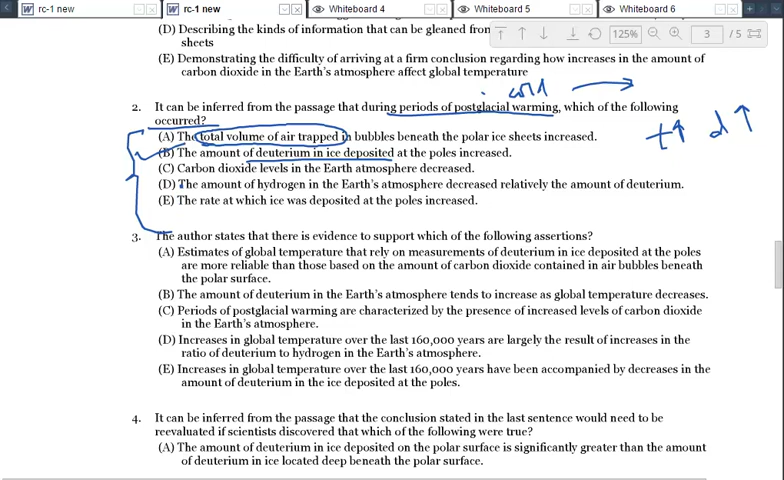 rc-1 new
rc-1 new
Whiteboard 4
Whiteboard 5
Whiteboard 6
(D) Describing the kinds of information that can be gleaned from
sheets
125%
3
/ 5
(E) Demonstrating the difficulty of arriving at a firm conclusion regarding how increases in the amount of
carbon dioxide in the Earth's atmosphere affect global temperature
cold
2. It can be inferred from the passage that during periods of postglacial warming, which of the following
occurred?
t↑ d↑
(A) The total volume of air trapped in bubbles beneath the polar ice sheets increased.
(B) The amount of deuterium in ice deposited at the poles increased.
(C) Carbon dioxide levels in the Earth atmosphere decreased.
(D) The amount of hydrogen in the Earth's atmosphere decreased relatively the amount of deuterium.
(E) The rate at which ice was deposited at the poles increased.
3. The author states that there is evidence to support which of the following assertions?
(A) Estimates of global temperature that rely on measurements of deuterium in ice deposited at the poles
are more reliable than those based on the amount of carbon dioxide contained in air bubbles beneath
the polar surface.
(B) The amount of deuterium in the Earth's atmosphere tends to increase as global temperature decreases.
(C) Periods of postglacial warming are characterized by the presence of increased levels of carbon dioxide
in the Earth's atmosphere.
(D) Increases in global temperature over the last 160,000 years are largely the result of increases in the
ratio of deuterium to hydrogen in the Earth's atmosphere.
(E) Increases in global temperature over the last 160,000 years have been accompanied by decreases in the
amount of deuterium in the ice deposited at the poles.
4. It can be inferred from the passage that the conclusion stated in the last sentence would need to be
reevaluated if scientists discovered that which of the following were true?
(A) The amount of deuterium in ice deposited on the polar surface is significantly greater than the amount
of deuterium in ice located deep beneath the polar surface.